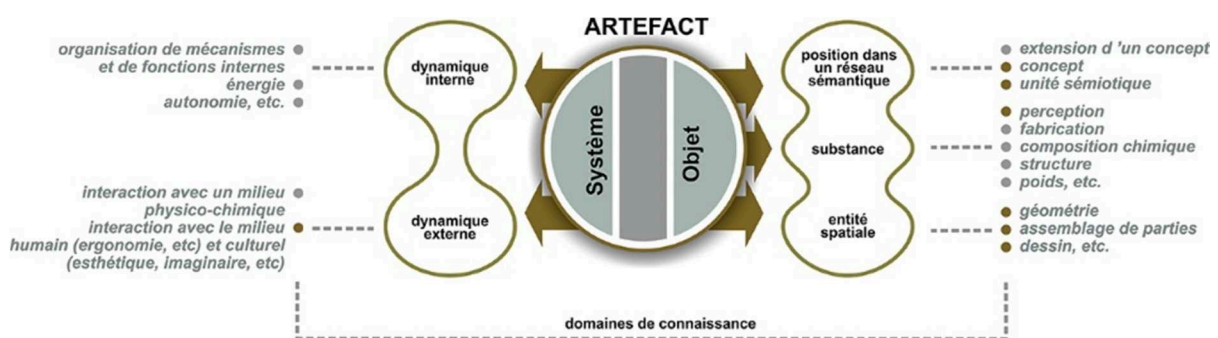 ARTEFACT
organisation de mécanismes
et de fonctions internes
énergie
autonomie, etc.
dynamique
interne
interaction avec un milieu
physico-chimique
interaction avec le milieu
humain (ergonomie, etc) et culturel
(esthétique, imaginaire, etc)
dynamique
externe
Système
Objet
position dans
un réseau
sémantique
substance
entité
spatiale
extension d 'un concept
concept
unité sémiotique
perception
fabrication
composition chimique
structure
poids, etc.
géométrie
assemblage de parties
dessin, etc.
domaines de connaissance